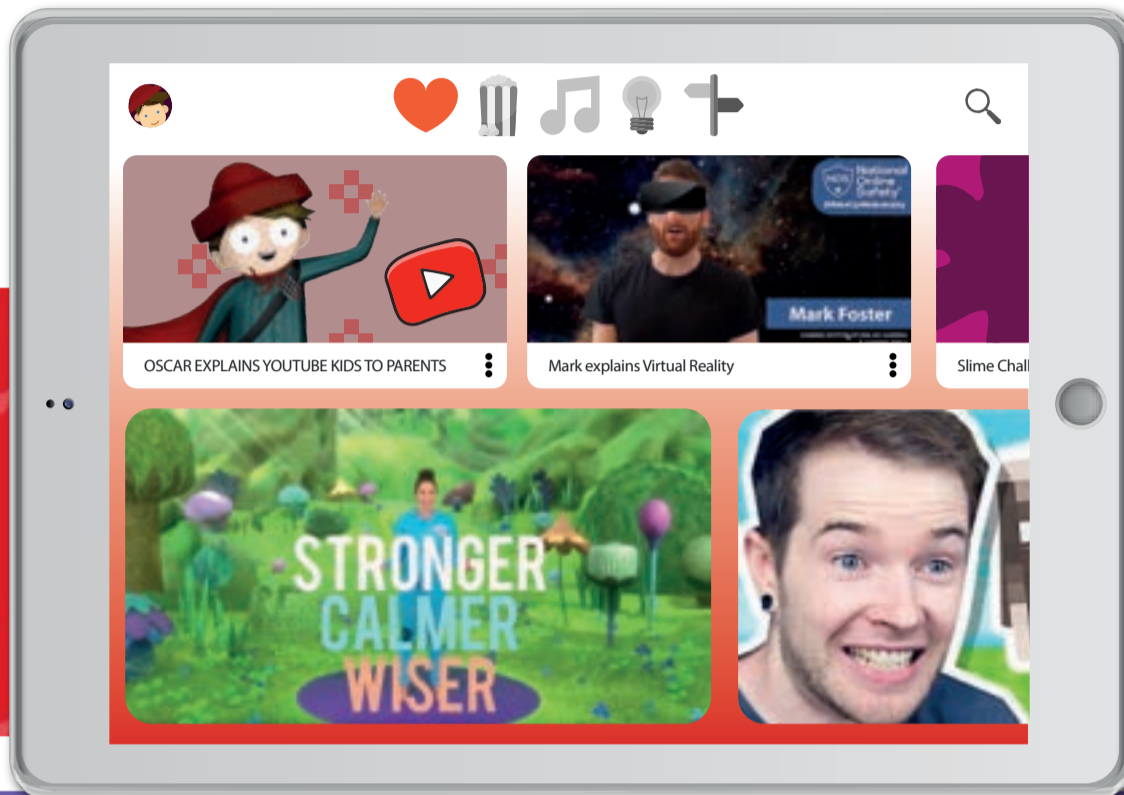 National
Online
Safety
Mark Foster
OSCAR EXPLAINS YOUTUBE KIDS TO PARENTS
Mark explains Virtual Reality
Slime Chal
STRONGER
CALMER
WISER